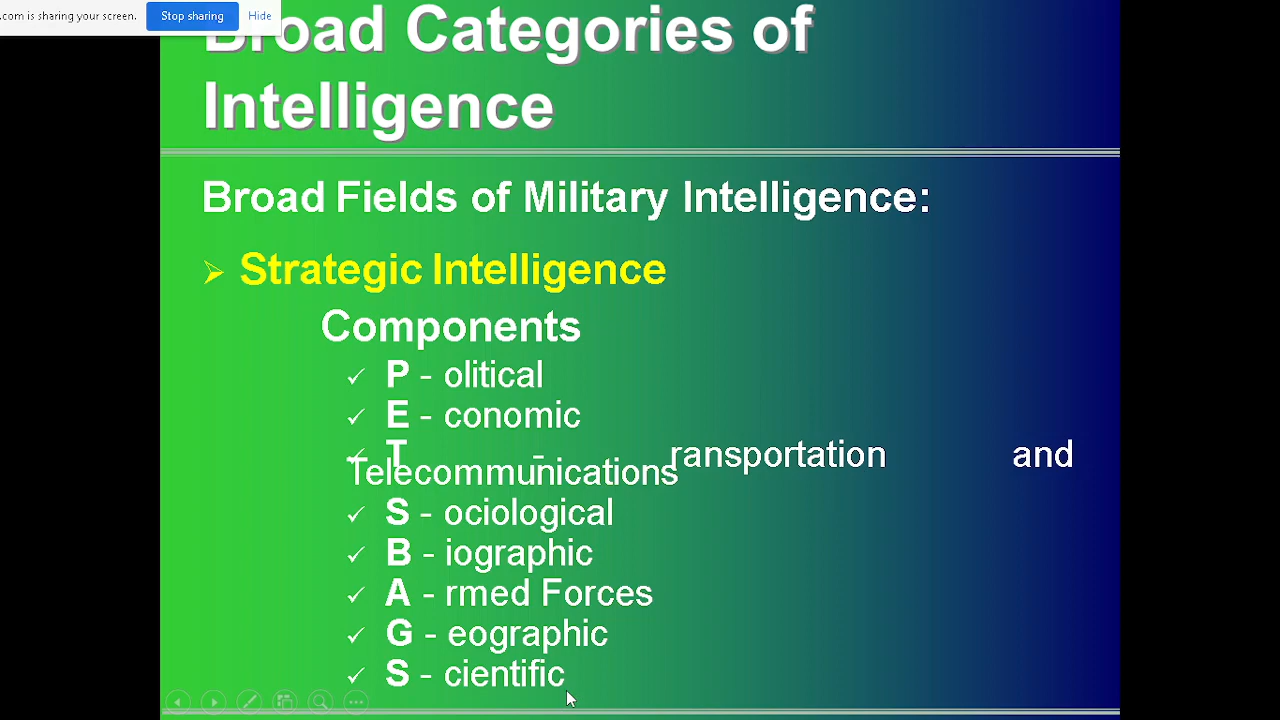 .com is sharing your screen. Stop sharing Hide
Broad Categories of
Intelligence
Broad Fields of Military Intelligence:
Strategic Intelligence
Components
P - olitical
E - conomic
T - ransportation and
Telecommunications
S - ociological
B - iographic
A - rmed Forces
G - eographic
S - cientific